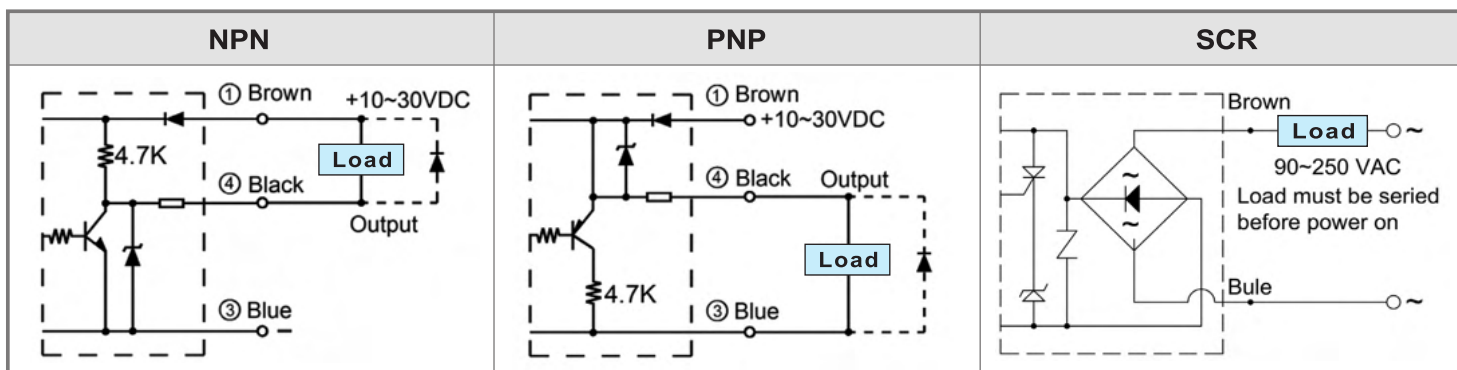 NPN
PNP
SCR
① Brown
+10~30VDC
4.7K
Load
④ Black
Output
③ Blue
−
① Brown
+10~30VDC
④ Black
Output
Load
4.7K
③ Blue
Brown
Load
~
90~250 VAC
Load must be seried
before power on
~
~
Bule
~